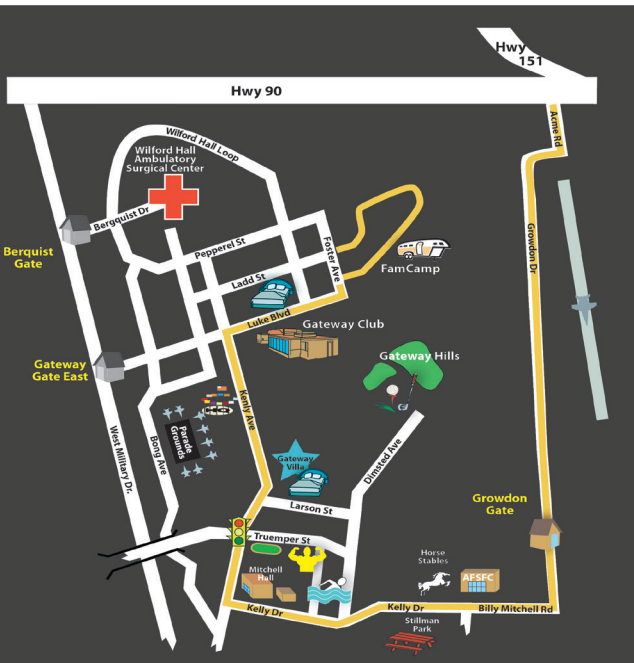 Hwy
151
Hwy 90
Acme Rd
Wilford Hall Loop
Wilford Hall
Ambulatory
Surgical Center
Bergquist Dr
Berquist
Gate
Pepperel St
Foster Ave
Growdon Dr
FamCamp
Ladd St
Luke Blvd
Gateway Club
Gateway Hills
Gateway
Gate East
Kenly Ave
Parade
Grounds
West Military Dr.
Bong Ave
Dimsted Ave
Gateway
Villa
Larson St
Growdon
Gate
Truemper St
Horse
Stables
AFSFC
Mitchell
Hall
Kelly Dr
Kelly Dr
Billy Mitchell Rd
Stillman
Park